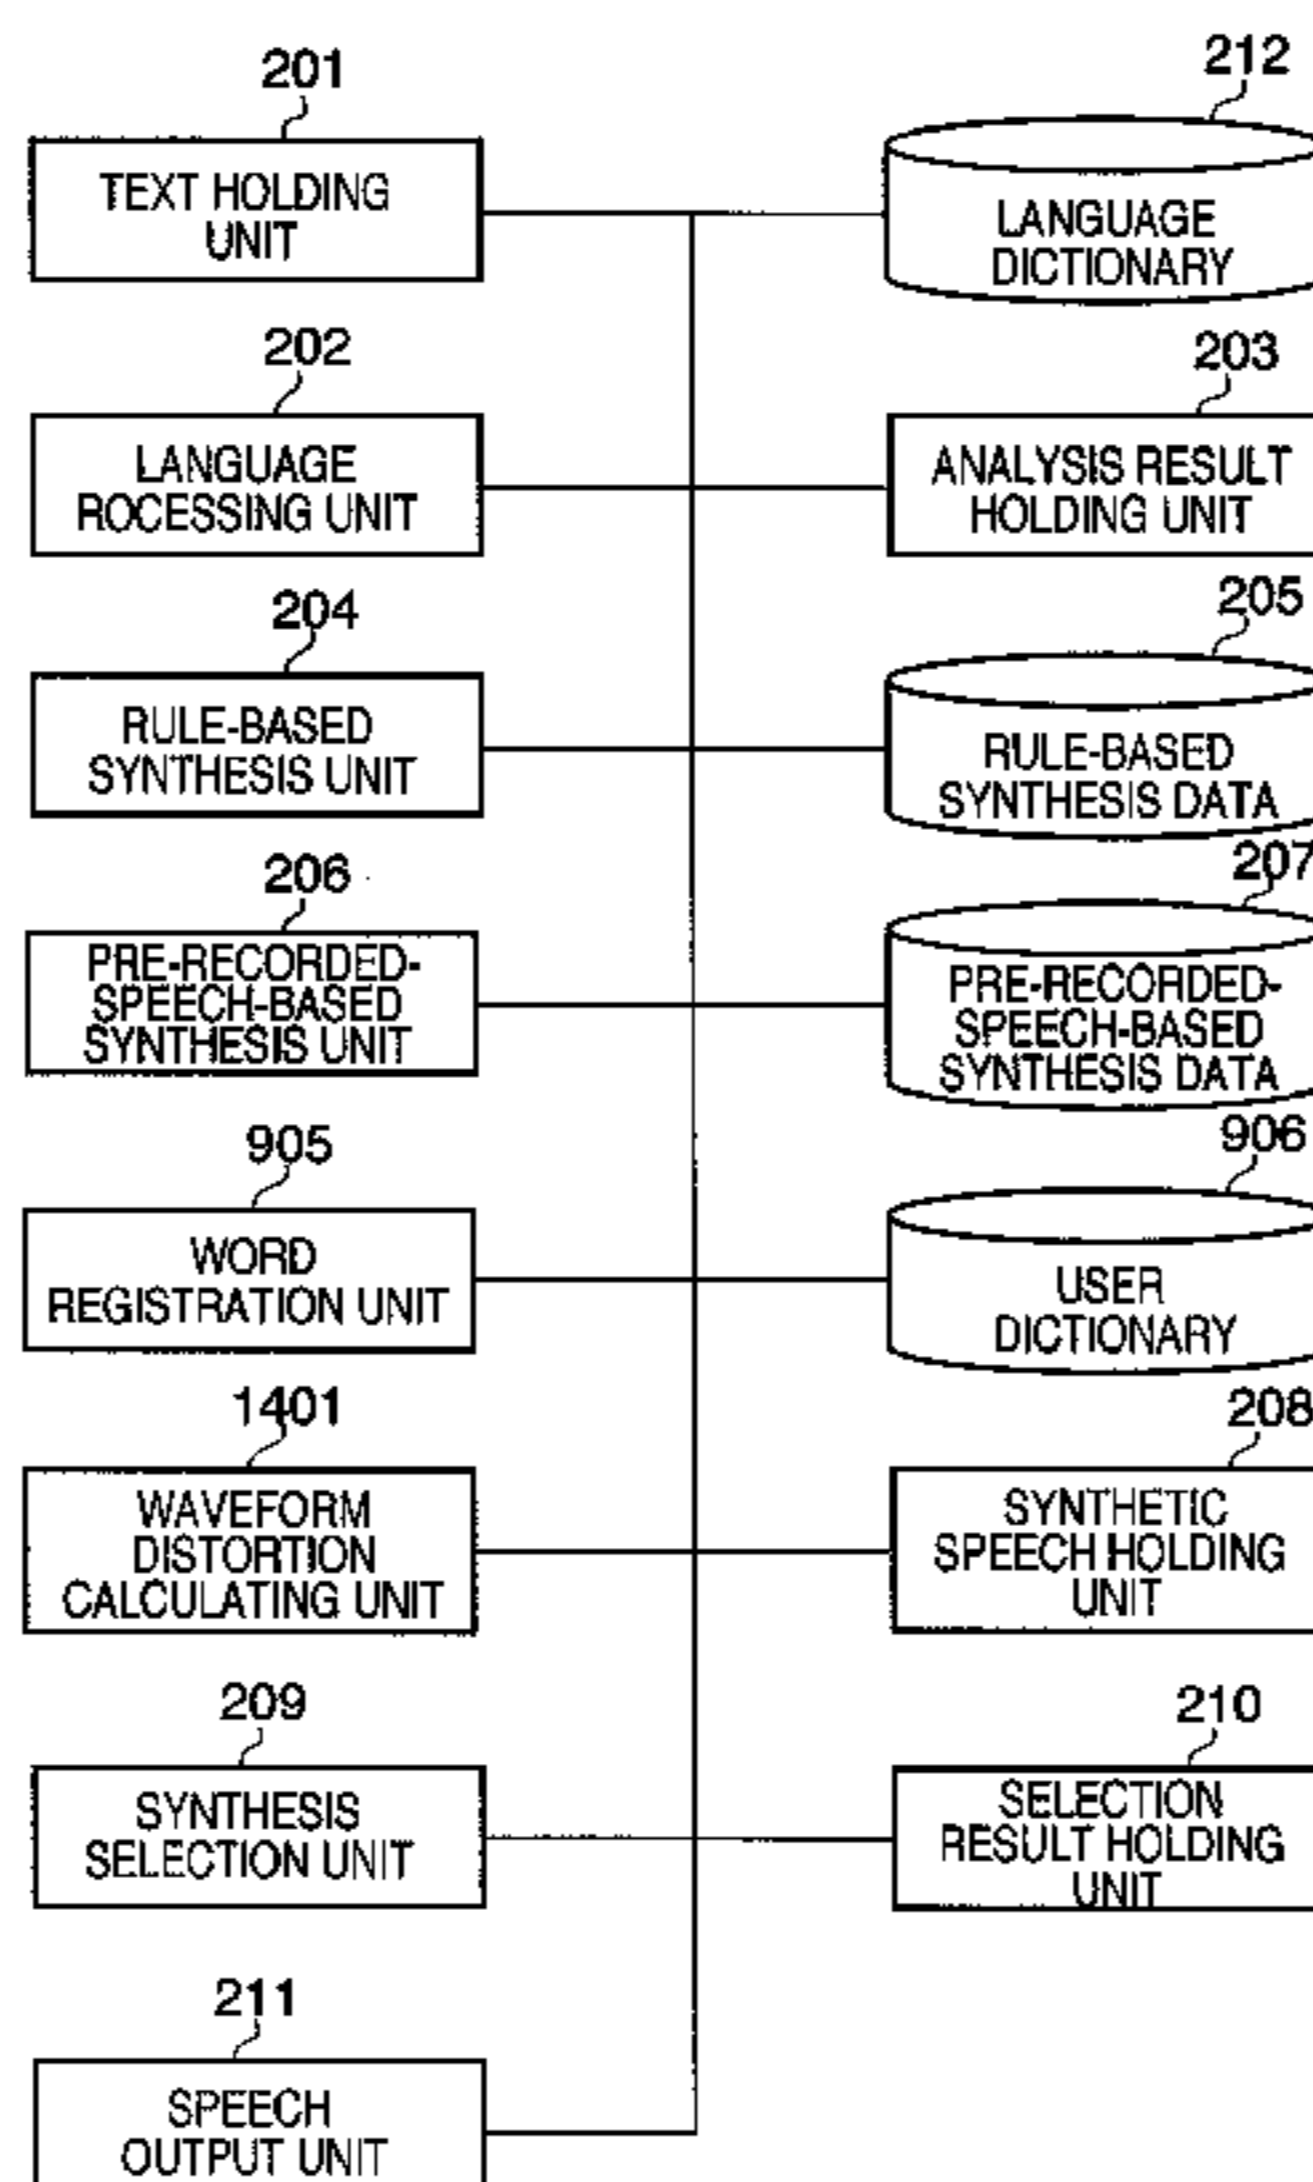 201
TEXT HOLDING
UNIT
212
LANGUAGE
DICTIONARY
202
LANGUAGE
ROCESSING UNIT
203
ANALYSIS RESULT
HOLDING UNIT
204
RULE-BASED
SYNTHESIS UNIT
205
RULE-BASED
SYNTHESIS DATA
206
PRE-RECORDED-
SPEECH-BASED
SYNTHESIS UNIT
207
PRE-RECORDED-
SPEECH-BASED
SYNTHESIS DATA
905
WORD
REGISTRATION UNIT
906
USER
DICTIONARY
1401
WAVEFORM
DISTORTION
CALCULATING UNIT
208
SYNTHETIC
SPEECH HOLDING
UNIT
209
SYNTHESIS
SELECTION UNIT
210
SELECTION
RESULT HOLDING
UNIT
211
SPEECH
OUTPUT UNIT